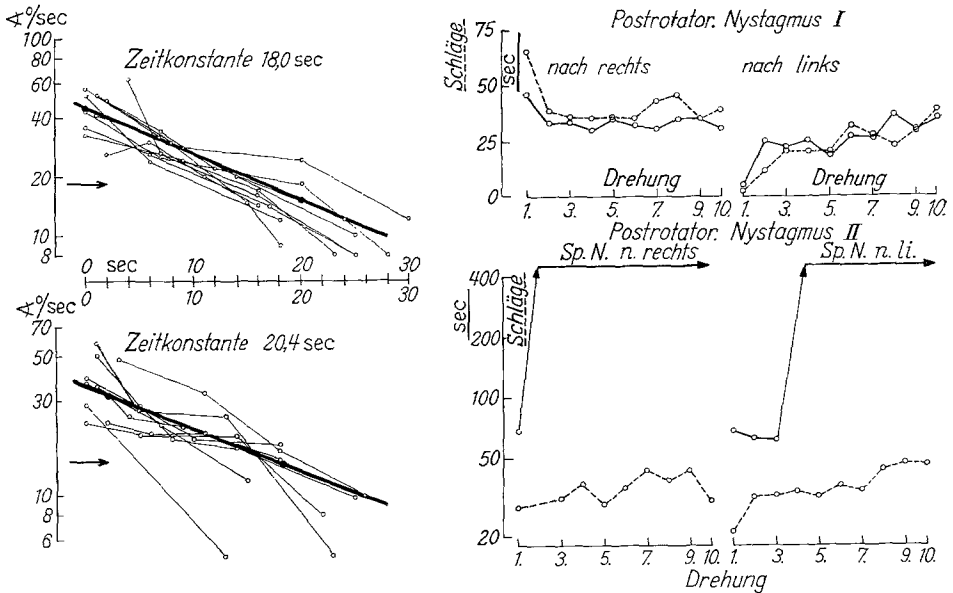 ∢°/sec
100
80
60
40
20
10
8
Zeitkonstante 18,0 sec
0 sec 10 20 30
∢°/sec
70
50
30
10
8
6
Zeitkonstante 20,4 sec
0 10 20 30
Postrotator. Nystagmus I
Schläge
sec
75
50
25
0
nach rechts
nach links
Drehung
Drehung
1. 3. 5. 7. 9. 10.
1. 3. 5. 7. 9. 10.
Postrotator. Nystagmus II
Sp. N. n. rechts
Sp. N. n. li.
sec
Schläge
400
200
100
50
20
1. 3. 5. 7. 9. 10.
1. 3. 5. 7. 9. 10.
Drehung